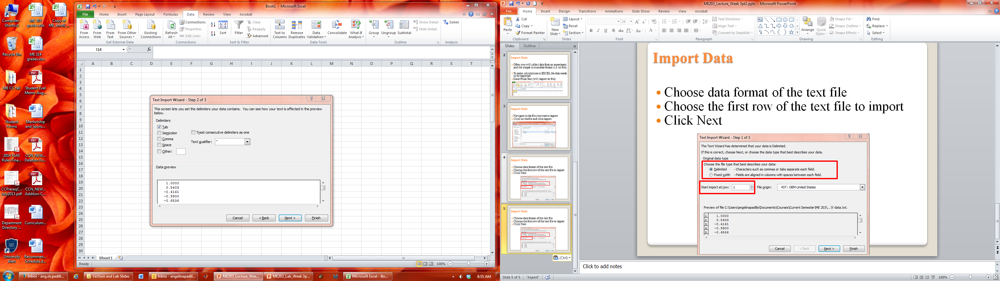 Computer - Shortcut
ME 303 grades.xlsx
Copy of ME_enroll_...
Recycle Bin
ME 314 grades.xlsx
ME CC fall
Student Eval Memo Aug...
Student Forms
Mentorship and Spons...
2014 FSAE Rules Fina...
CCN_NEW... Deletion Fo...
CCPrereqC... July2013.pdf
CCN_NEW... Addition C...
Department Directory ...
Curriculum...
University Alert
Recommen... Schedule.d...
Book1 - Microsoft Excel
File Home Insert Page Layout Formulas Data Review View Acrobat
From Access
From Web
From Text
From Other Sources
Existing Connections
Get External Data
Refresh All
Connections
Properties
Edit Links
Connections
Sort
Filter
Clear
Reapply
Advanced
Sort & Filter
Text to Columns
Remove Duplicates
Data Validation
Consolidate
What-If Analysis
Data Tools
Group
Ungroup
Subtotal
Show Detail
Hide Detail
Outline
Solver
Analysis
I14
fx
A B C D E F G H I J K L M N O P Q R S T
1
2
3
4
5
6
7
8
9
10
11
12
13
14
15
16
17
18
19
20
21
22
23
24
25
26
27
28
29
30
Text Import Wizard - Step 2 of 3
This screen lets you set the delimiters your data contains. You can see how your text is affected in the preview
below.
Delimiters
Tab
Semicolon
Comma
Space
Other:
Treat consecutive delimiters as one
Text qualifier: "
Data preview
1.0000
0.5403
-0.4161
-0.9900
-0.6536
Cancel < Back Next > Finish
Sheet1
Ready
100%
ME203_Lecture_Week 3pt2.pptx - Microsoft PowerPoint
File Home Insert Design Transitions Animations Slide Show Review View Acrobat
Paste
Cut
Copy
Format Painter
Clipboard
New Slide
Layout
Reset
Section
Slides
24
B I U S abc AV Aa A
Font
Text Direction
Align Text
Convert to SmartArt
Paragraph
Arrange
Quick Styles
Shape Fill
Shape Outline
Shape Effects
Drawing
Find
Replace
Select
Editing
Slides Outline
2
Import Data
Often you will collect data from an experiment
and the output is in another format (i.e. txt file)
To make calculations in EXCEL the data needs
to be imported
Data>From Text (will import txt file)
3
Import Data
Navigate to the file you want to import
Click on the file and click import
4
Import Data
Choose data format of the text file
Choose the first row of the text file to import
Click Next
5
Import Data
Choose data format of the text file
Choose the first row of the text file to import
Click Next
(Ctrl)
Import Data
• Choose data format of the text file
• Choose the first row of the text file to import
• Click Next
Text Import Wizard - Step 1 of 3
The Text Wizard has determined that your data is Delimited.
If this is correct, choose Next, or choose the data type that best describes your data.
Original data type
Choose the file type that best describes your data:
Delimited - Characters such as commas or tabs separate each field.
Fixed width - Fields are aligned in columns with spaces between each field.
Start import at row: 1 File origin: 437 : OEM United States
Preview of file C:\Users\angelinapadilla\Documents\Courses\Current Semester\ME 203\...\Y data.txt.
1 1.0000
2 0.5403
3 -0.4161
4 -0.9900
5 -0.6536
Cancel < Back Next > Finish
Click to add notes
Slide 5 of 5 "Aspect" 100%
Inbox - ang.m.padill...
Lecture and Lab Slides
Inbox - angelinapadil...
ME203_Lecture_Wee...
ME203_Lab_Week 3p...
Microsoft Excel - Bo...
8:55 AM